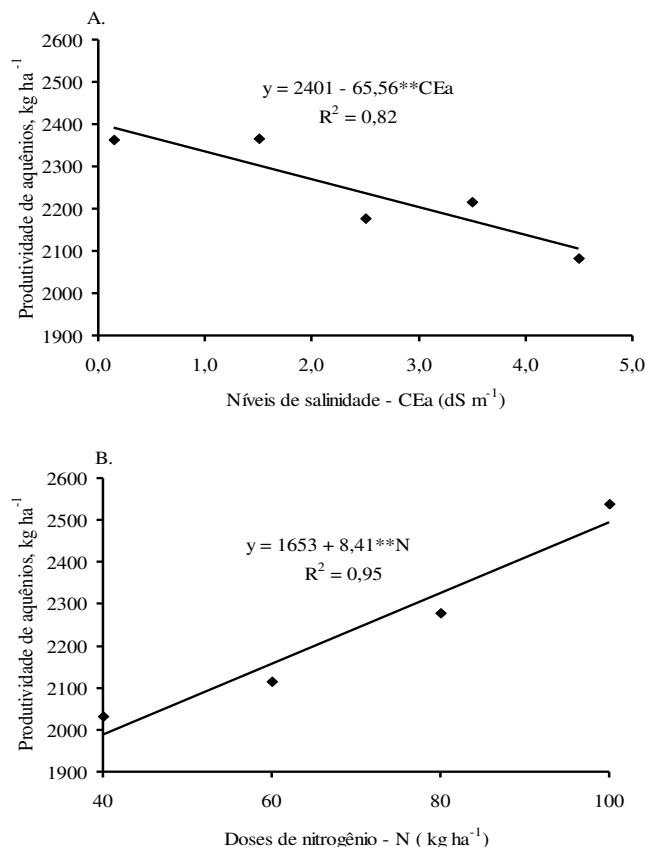 A.
2600
2500
2400
2300
2200
2100
2000
1900
Produtividade de aquênios, kg ha⁻¹
y = 2401 - 65,56**CEa
R² = 0,82
0,0 1,0 2,0 3,0 4,0 5,0
Níveis de salinidade - CEa (dS m⁻¹)
B.
2600
2500
2400
2300
2200
2100
2000
1900
Produtividade de aquênios, kg ha⁻¹
y = 1653 + 8,41**N
R² = 0,95
40 60 80 100
Doses de nitrogênio - N ( kg ha⁻¹)